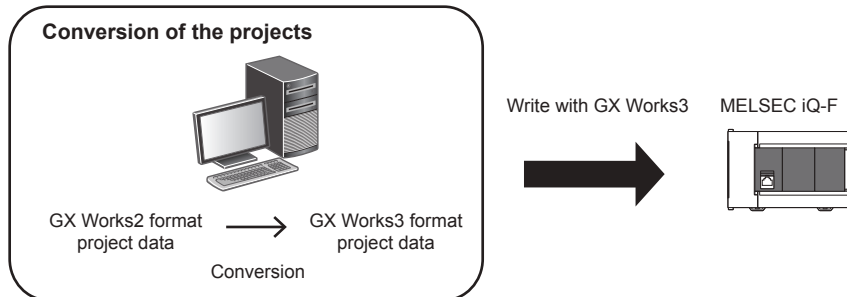 Conversion of the projects
Write with GX Works3
MELSEC iQ-F
GX Works2 format
project data
GX Works3 format
project data
Conversion